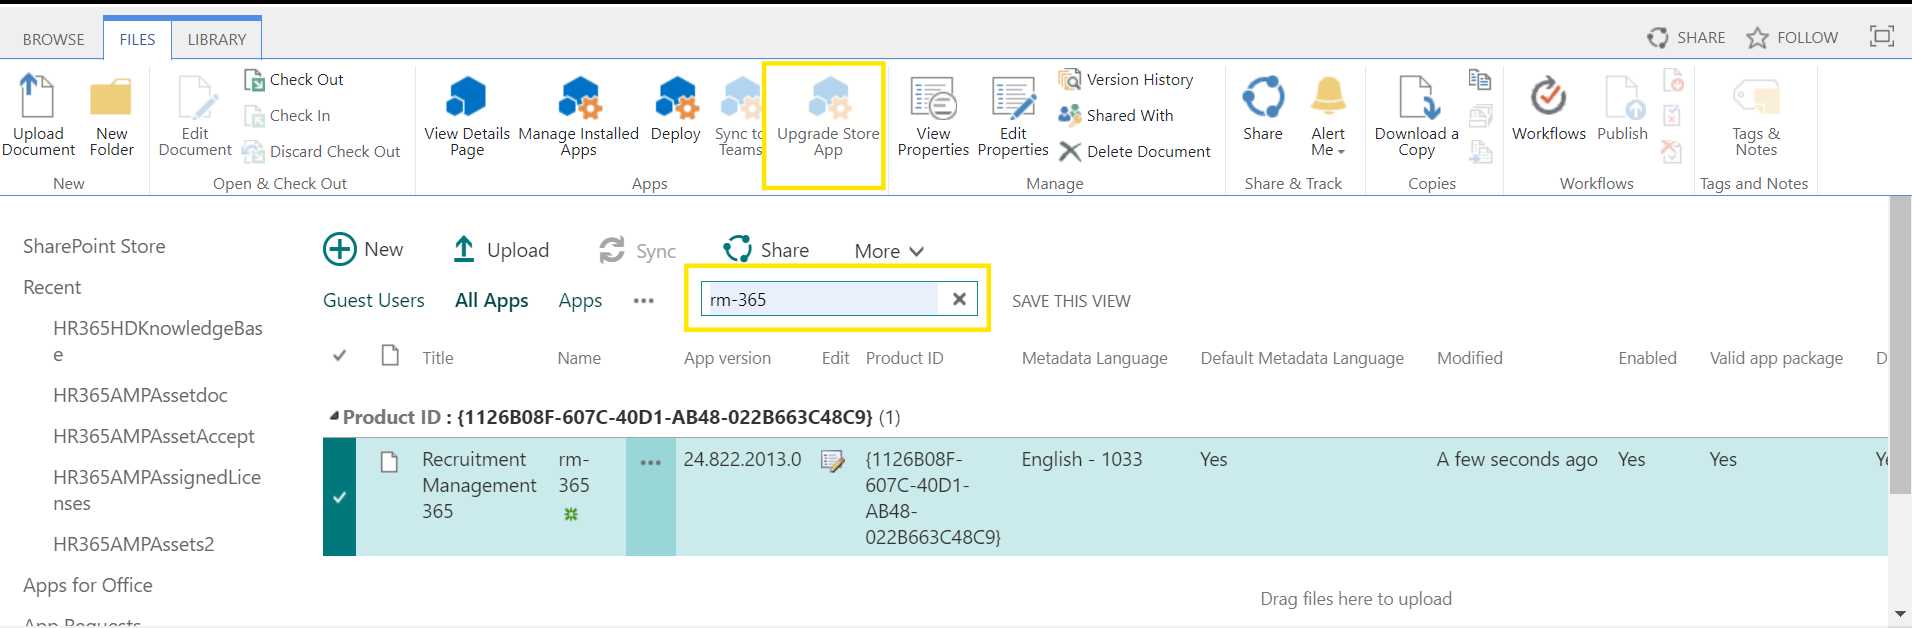 BROWSE FILES LIBRARY SHARE FOLLOW
Upload Document
New Folder
New
Edit Document
Check Out
Check In
Discard Check Out
Open & Check Out
View Details Page
Manage Installed Apps
Deploy
Sync to Teams
Upgrade Store App
Apps
View Properties
Edit Properties
Version History
Shared With
Delete Document
Manage
Share
Alert Me
Share & Track
Download a Copy
Copies
Workflows
Publish
Workflows
Tags & Notes
Tags and Notes
SharePoint Store
Recent
HR365HDKnowledgeBas
e
HR365AMPAssetdoc
HR365AMPAssetAccept
HR365AMPAssignedLice
nses
HR365AMPAssets2
Apps for Office
App Requests
New Upload Sync Share More
Guest Users All Apps Apps ••• rm-365 SAVE THIS VIEW
Title Name App version Edit Product ID Metadata Language Default Metadata Language Modified Enabled Valid app package D
Product ID : {1126B08F-607C-40D1-AB48-022B663C48C9} (1)
Recruitment rm- ••• 24.822.2013.0 {1126B08F- English - 1033 Yes A few seconds ago Yes Yes Ye
Management 365 607C-40D1-
365 AB48-
022B663C48C9}
Drag files here to upload